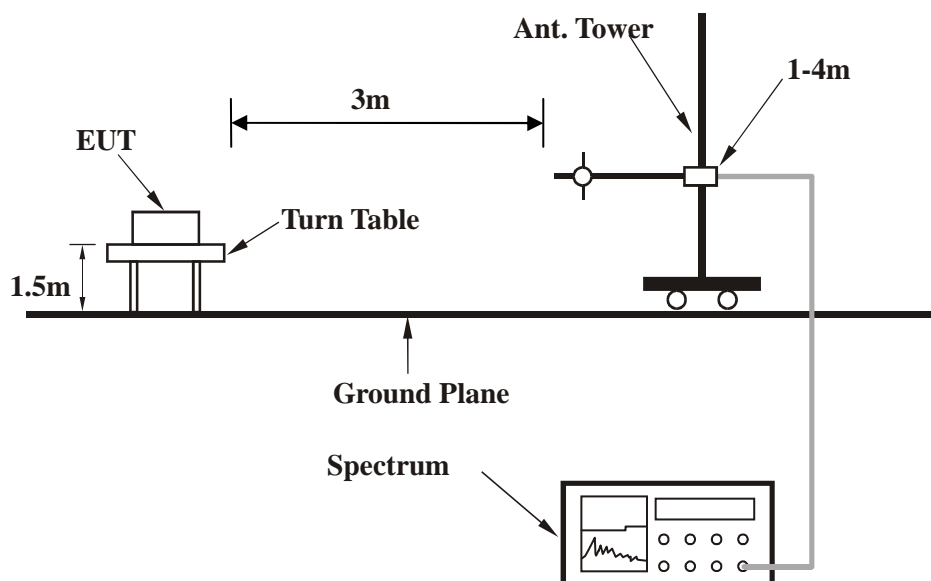 Ant. Tower
1-4m
3m
EUT
Turn Table
1.5m
Ground Plane
Spectrum